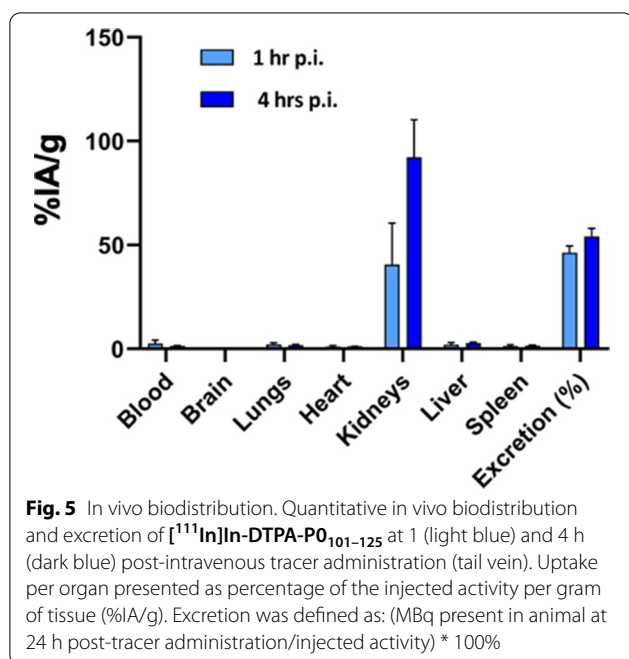 150
100
50
0
%IA/g
1 hr p.i.
4 hrs p.i.
Blood
Brain
Lungs
Heart
Kidneys
Liver
Spleen
Excretion (%)
Fig. 5 In vivo biodistribution. Quantitative in vivo biodistribution
and excretion of [¹¹¹In]In-DTPA-P0₁₀₁₋₁₂₅ at 1 (light blue) and 4 h
(dark blue) post-intravenous tracer administration (tail vein). Uptake
per organ presented as percentage of the injected activity per gram
of tissue (%IA/g). Excretion was defined as: (MBq present in animal at
24 h post-tracer administration/injected activity) * 100%